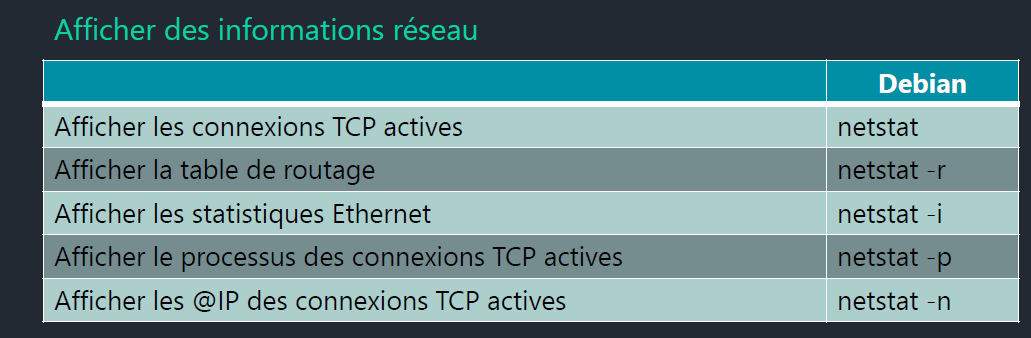 Afficher des informations réseau
Debian
Afficher les connexions TCP actives netstat
Afficher la table de routage netstat -r
Afficher les statistiques Ethernet netstat -i
Afficher le processus des connexions TCP actives netstat -p
Afficher les @IP des connexions TCP actives netstat -n